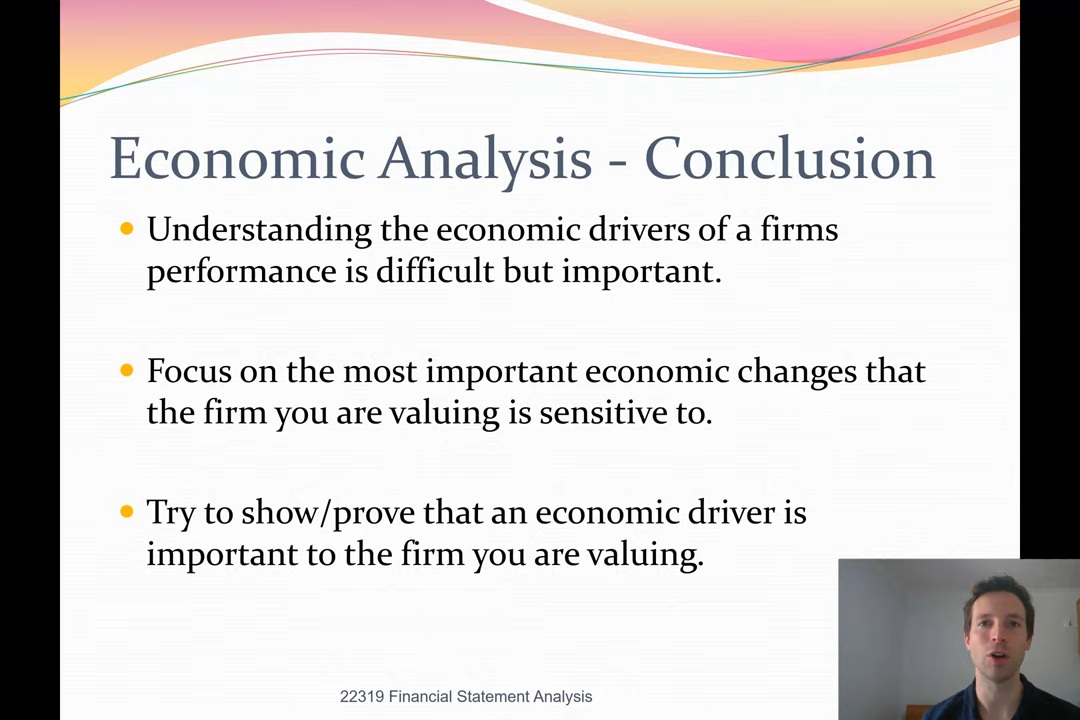 Economic Analysis - Conclusion
Understanding the economic drivers of a firms
performance is difficult but important.
Focus on the most important economic changes that
the firm you are valuing is sensitive to.
Try to show/prove that an economic driver is
important to the firm you are valuing.
22319 Financial Statement Analysis